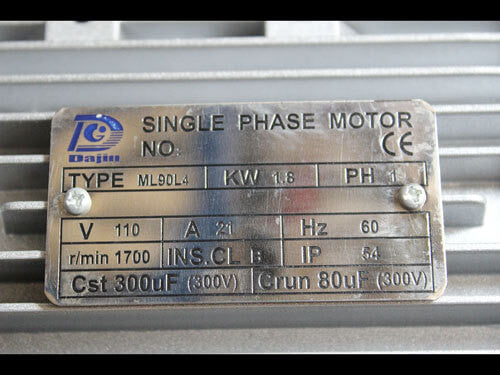 SINGLE PHASE MOTOR
Dajin NO: CE
TYPE ML90L4 KW 1.8 PH 1
V 110 A 21 Hz 60
r/min 1700 INS.CL B IP 54
Cst 300uF (300V) Crun 80uF (300V)